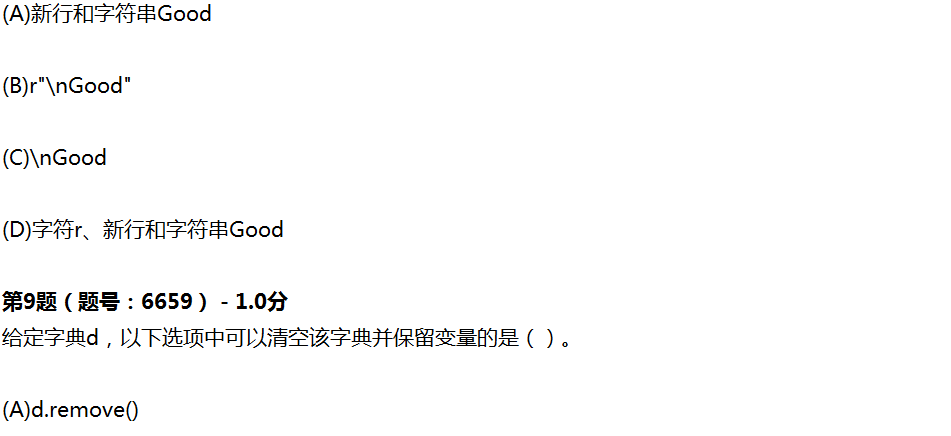 (A)新行和字符串Good
(B)r"\nGood"
(C)\nGood
(D)字符r、新行和字符串Good
第9题（题号：6659） - 1.0分
给定字典d，以下选项中可以清空该字典并保留变量的是（ ）。
(A)d.remove()